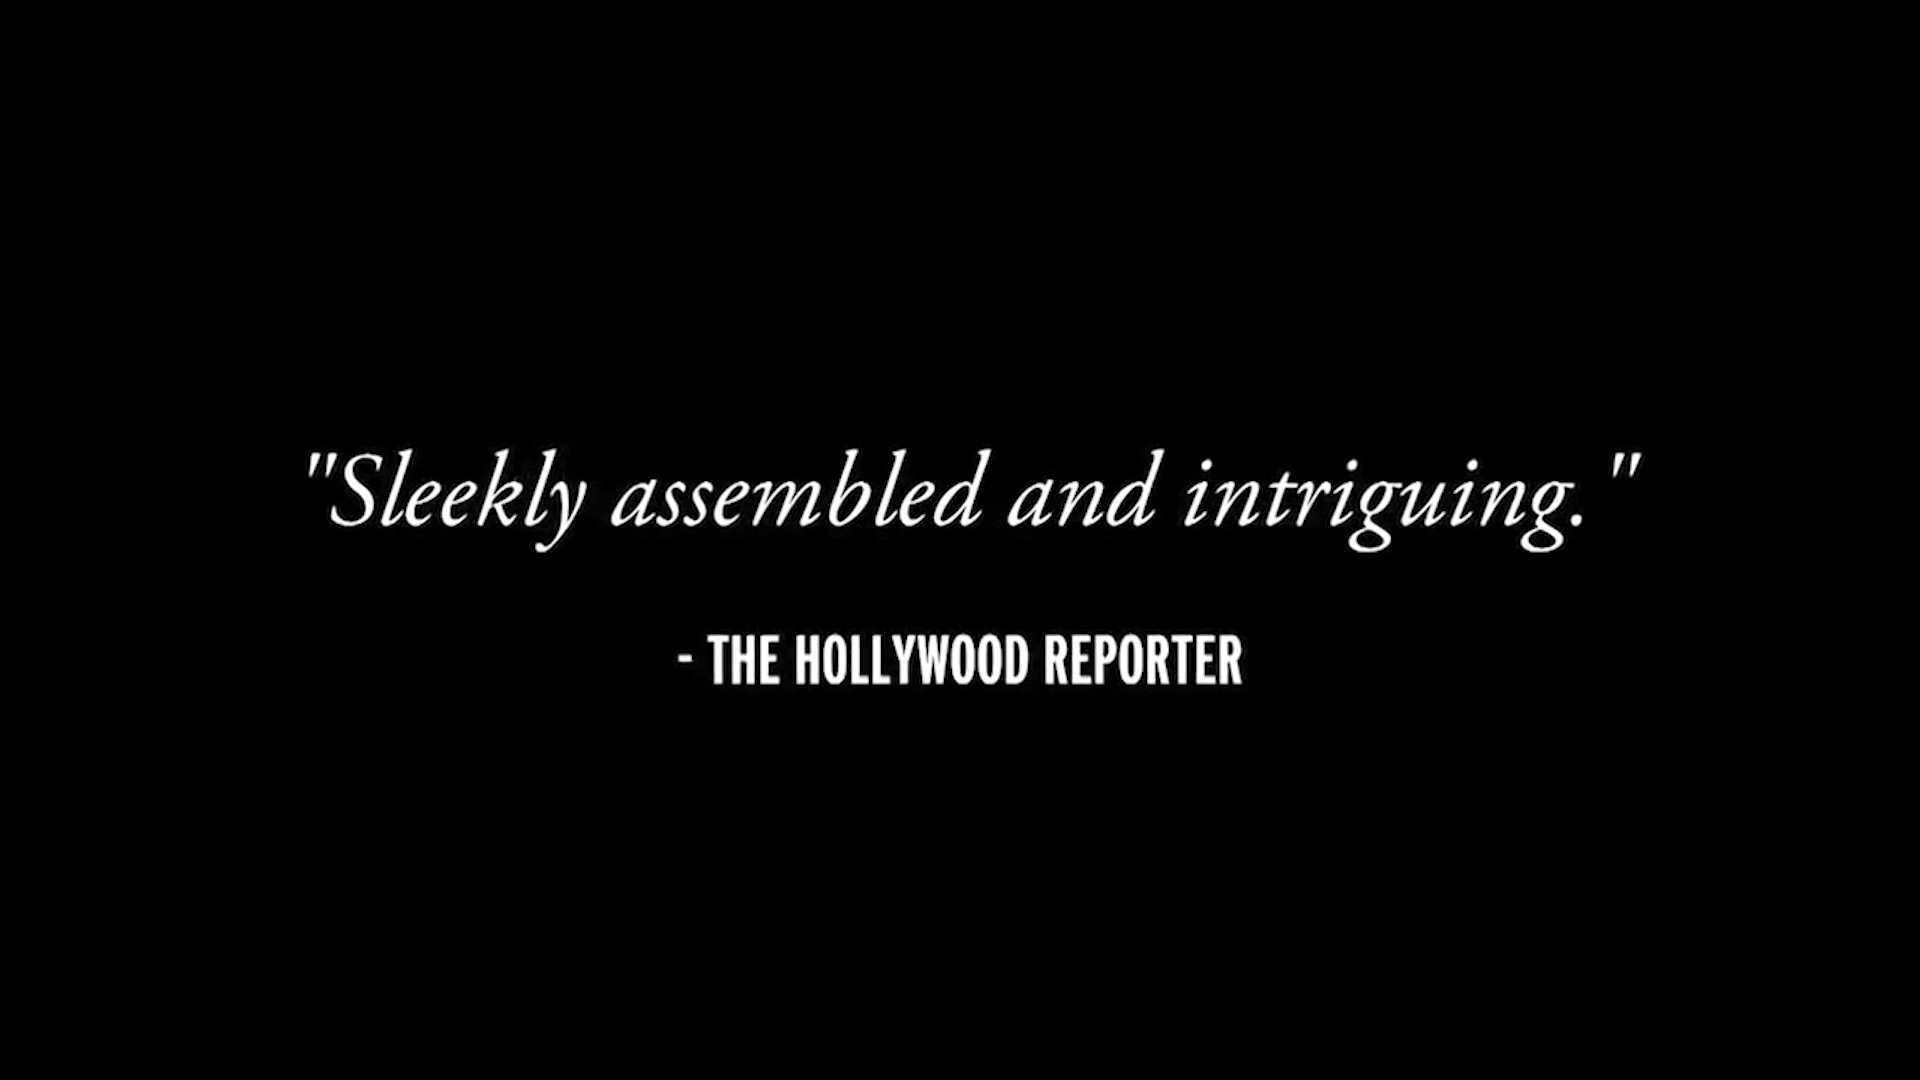 "Sleekly assembled and intriguing."
- THE HOLLYWOOD REPORTER